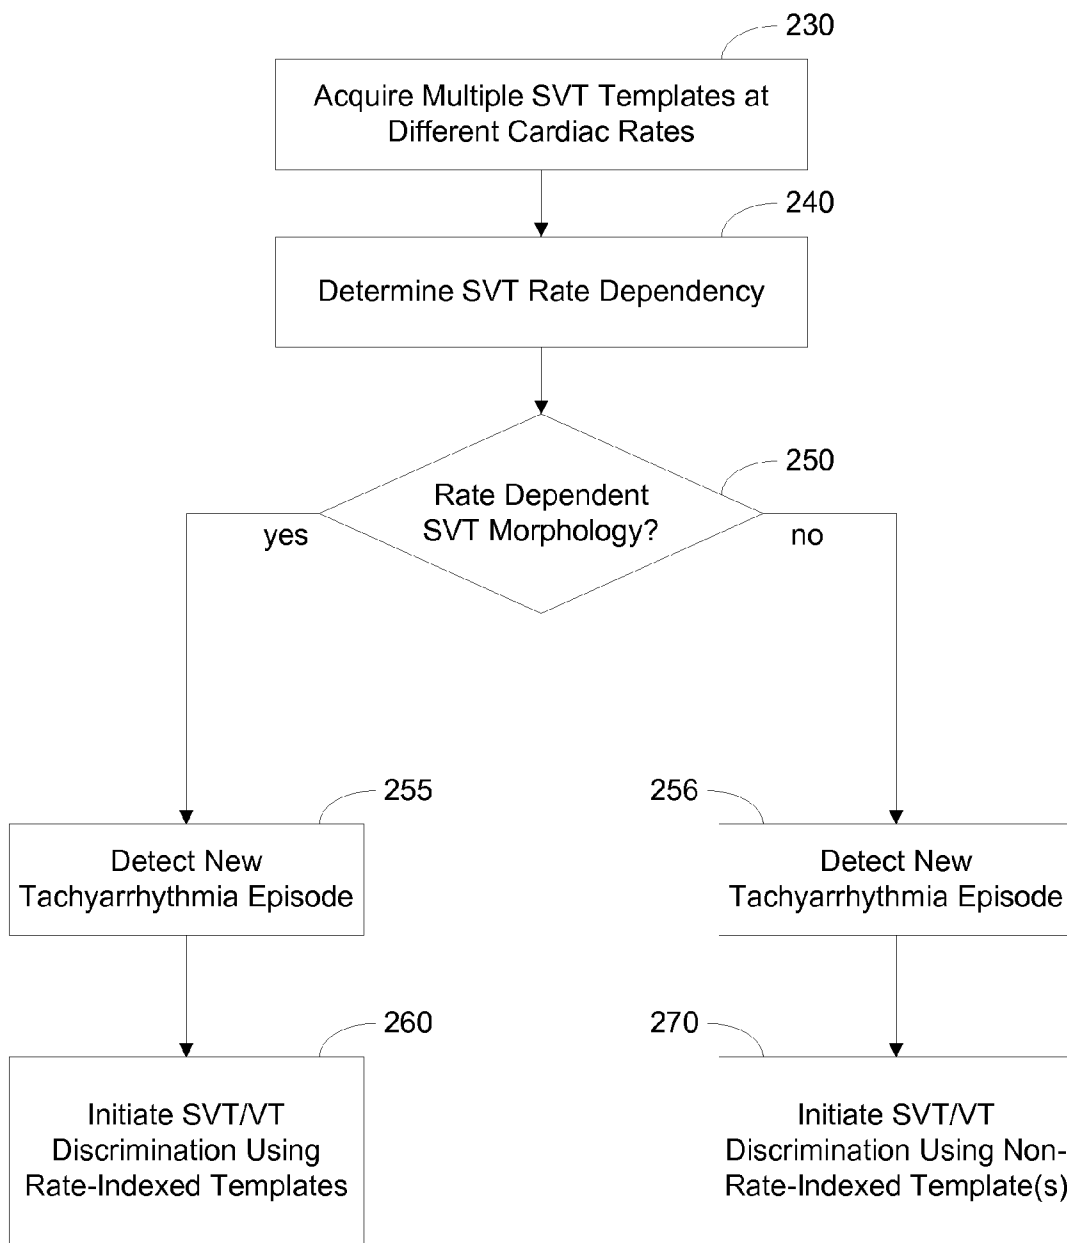 230
Acquire Multiple SVT Templates at
Different Cardiac Rates
240
Determine SVT Rate Dependency
250
Rate Dependent
SVT Morphology?
yes
no
255
Detect New
Tachyarrhythmia Episode
256
Detect New
Tachyarrhythmia Episode
260
Initiate SVT/VT
Discrimination Using
Rate-Indexed Templates
270
Initiate SVT/VT
Discrimination Using Non-
Rate-Indexed Template(s)